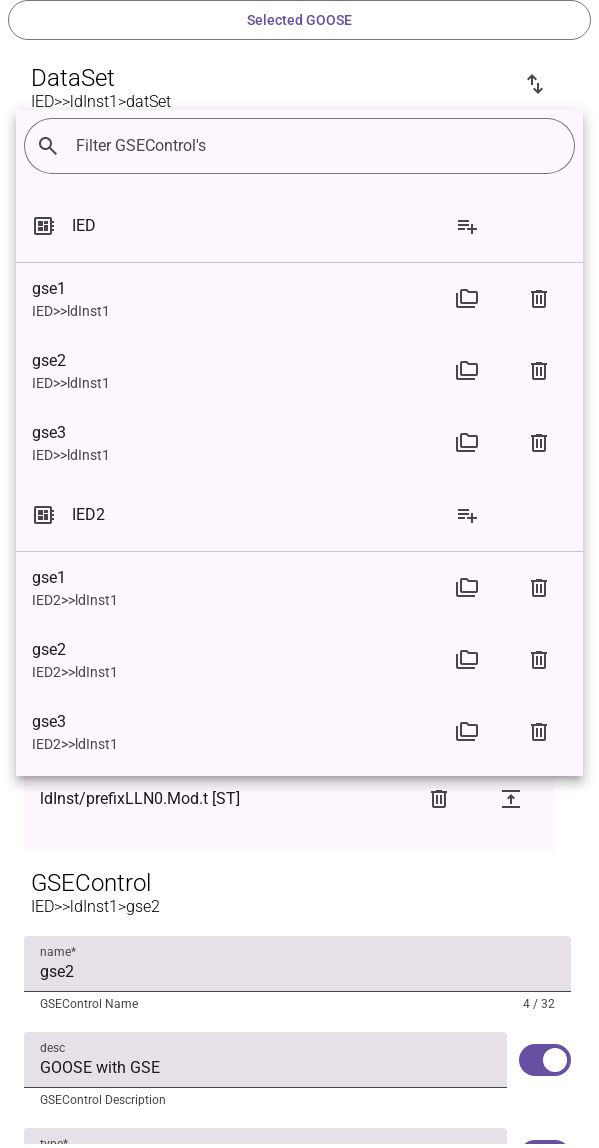 Selected GOOSE
DataSet
IED>>ldInst1>datSet
Filter GSEControl's
IED
gse1
IED>>ldInst1
gse2
IED>>ldInst1
gse3
IED>>ldInst1
IED2
gse1
IED2>>ldInst1
gse2
IED2>>ldInst1
gse3
IED2>>ldInst1
ldInst/prefixLLN0.Mod.t [ST]
GSEControl
IED>>ldInst1>gse2
name*
gse2
GSEControl Name 4 / 32
desc
GOOSE with GSE
GSEControl Description
type*